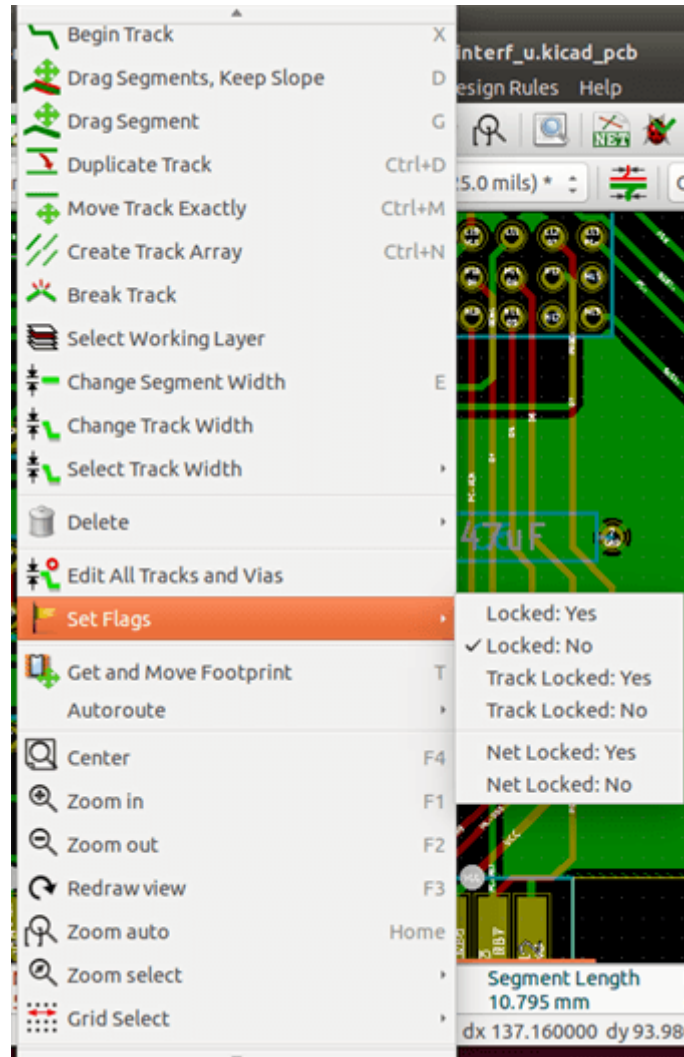 Begin Track X
interf_u.kicad_pcb
Drag Segments, Keep Slope D
esign Rules Help
Drag Segment G
NET
Duplicate Track Ctrl+D
5.0 mils) *
Move Track Exactly Ctrl+M
Create Track Array Ctrl+N
Break Track
Select Working Layer
Change Segment Width E
Change Track Width
Select Track Width
Delete
47uF
Edit All Tracks and Vias
Set Flags
Locked: Yes
Locked: No
Track Locked: Yes
Track Locked: No
Net Locked: Yes
Net Locked: No
Get and Move Footprint T
Autoroute
Center F4
Zoom in F1
Zoom out F2
VCC
Redraw view F3
Zoom auto Home
Zoom select
Segment Length
10.795 mm
Grid Select
dx 137.160000 dy 93.98